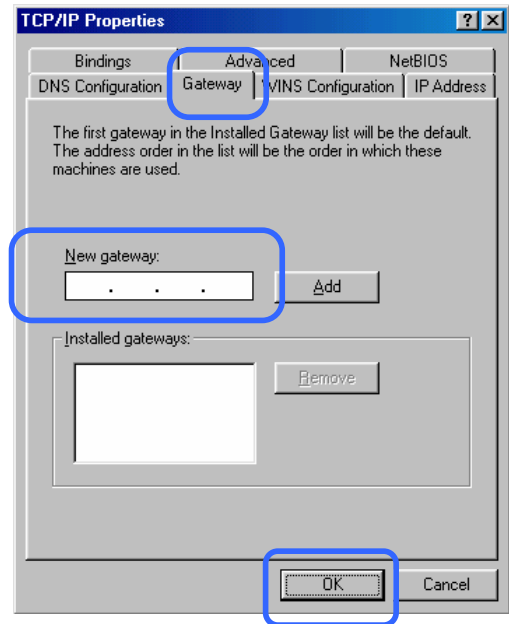 TCP/IP Properties
? X
Bindings Advanced NetBIOS
DNS Configuration Gateway WINS Configuration IP Address
The first gateway in the Installed Gateway list will be the default.
The address order in the list will be the order in which these
machines are used.
New gateway:
. . .
Add
Installed gateways:
Remove
OK Cancel